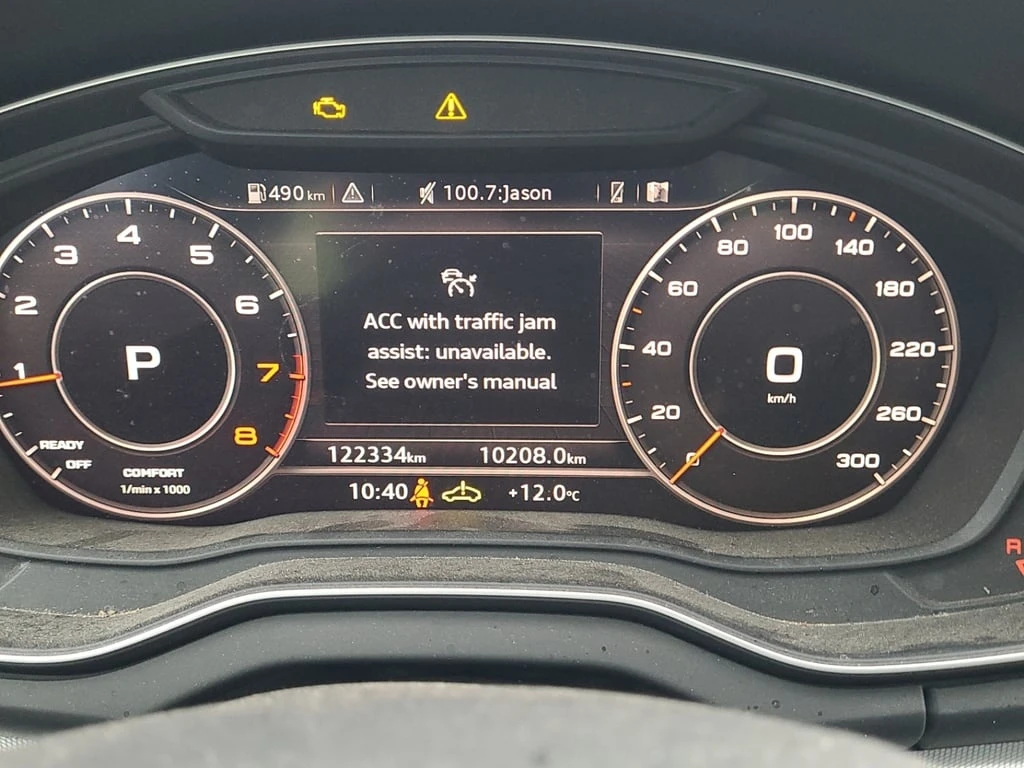 490 km
100.7:Jason
1
2
3
4
5
6
7
8
P
READY
OFF
COMFORT
1/min x 1000
ACC with traffic jam
assist: unavailable.
See owner's manual
0
20
40
60
80
100
140
180
220
260
300
0
km/h
122334km
10208.0km
10:40
+12.0°C
R